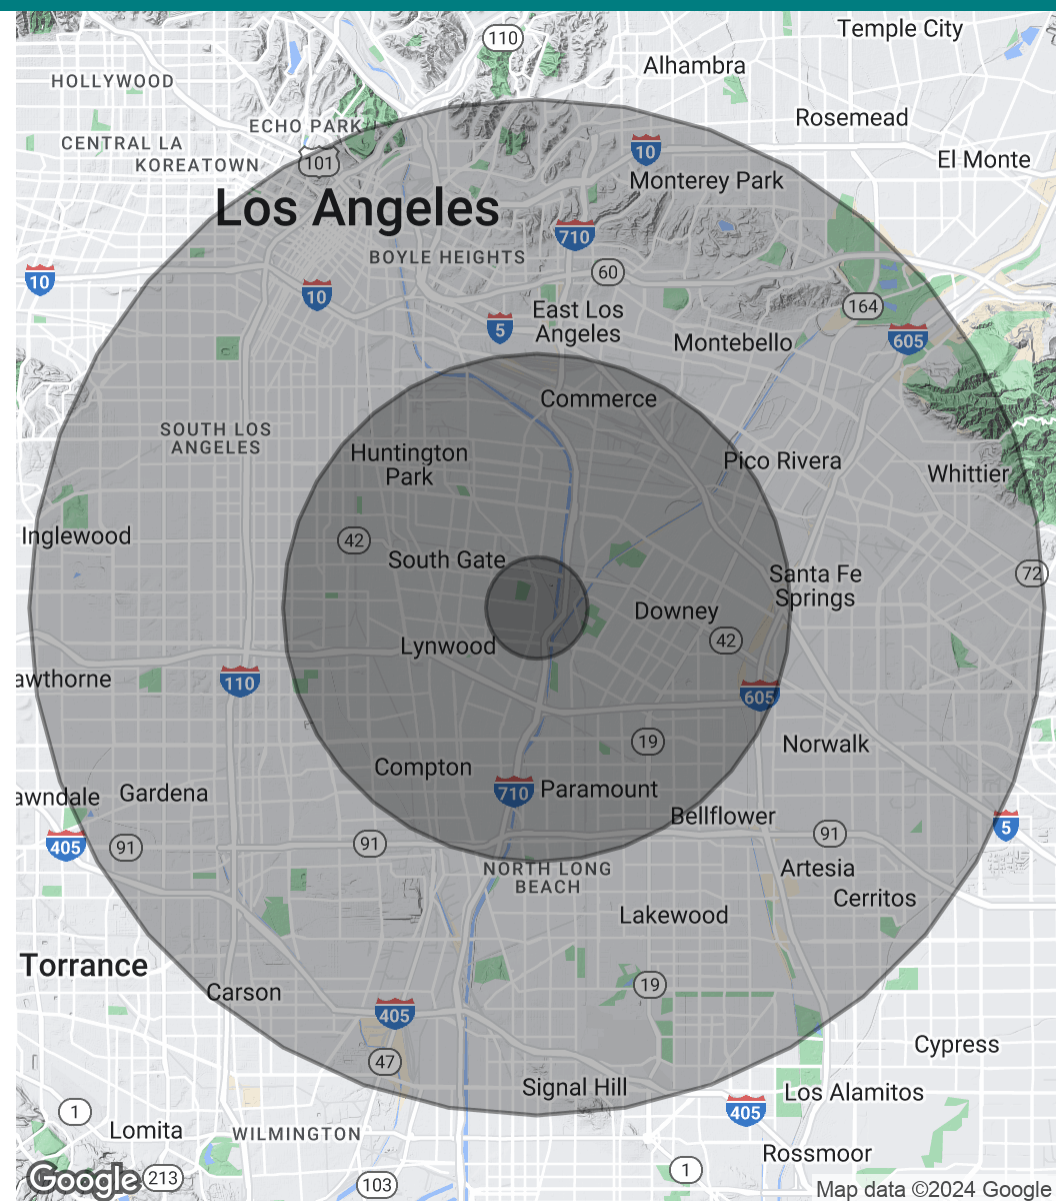 110
Temple City
Alhambra
HOLLYWOOD
Rosemead
ECHO PARK
CENTRAL LA
KOREATOWN
101
10
El Monte
Monterey Park
Los Angeles
710
BOYLE HEIGHTS
60
10
10
164
East Los
Angeles
5
Montebello
605
Commerce
SOUTH LOS
ANGELES
Huntington
Park
Pico Rivera
Whittier
Inglewood
42
South Gate
Santa Fe
Springs
72
Downey
42
Lynwood
awthorne
110
605
19
Norwalk
Compton
710
Paramount
awndale
Gardena
Bellflower
5
405
91
91
91
NORTH LONG
BEACH
Artesia
Cerritos
Lakewood
Torrance
Carson
19
405
47
Cypress
Signal Hill
Los Alamitos
405
1
Lomita
WILMINGTON
Rossmoor
1
Google
213
103
Map data ©2024 Google